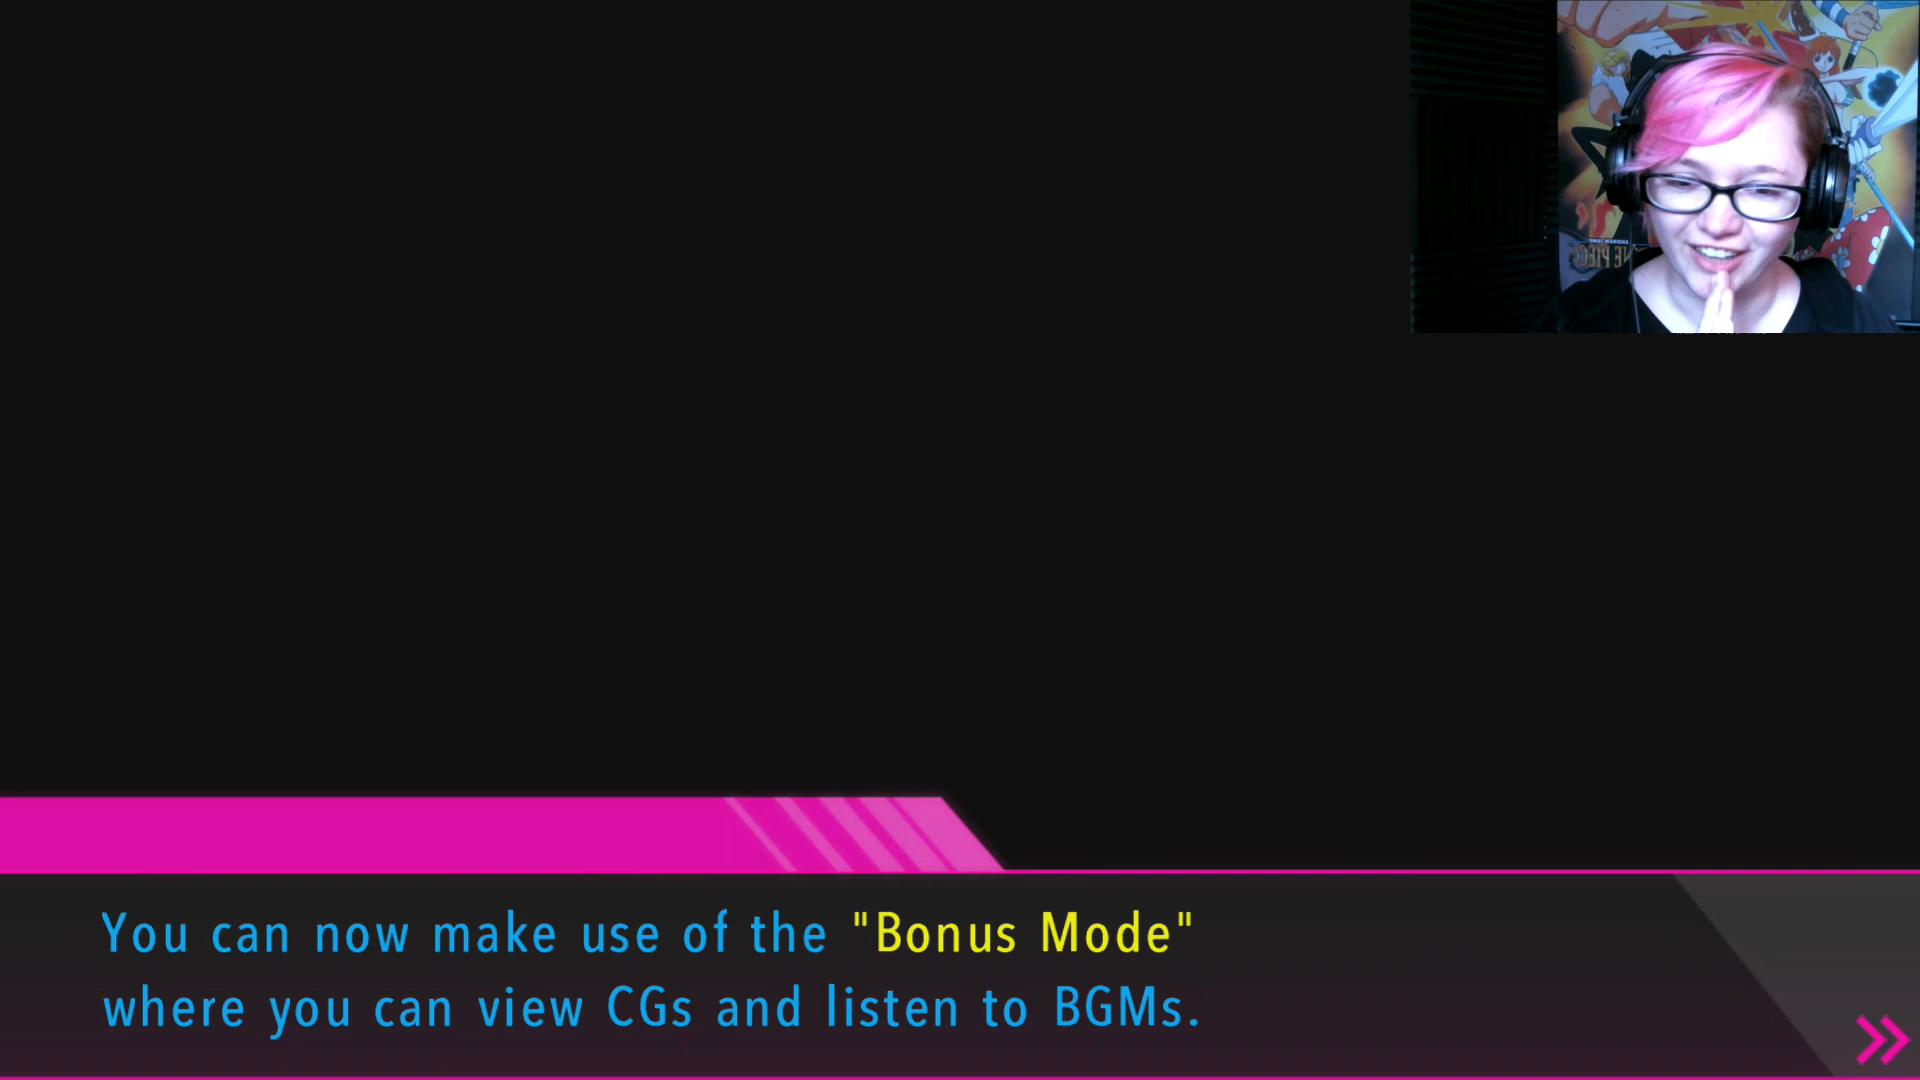 You can now make use of the "Bonus Mode"
where you can view CGs and listen to BGMs.